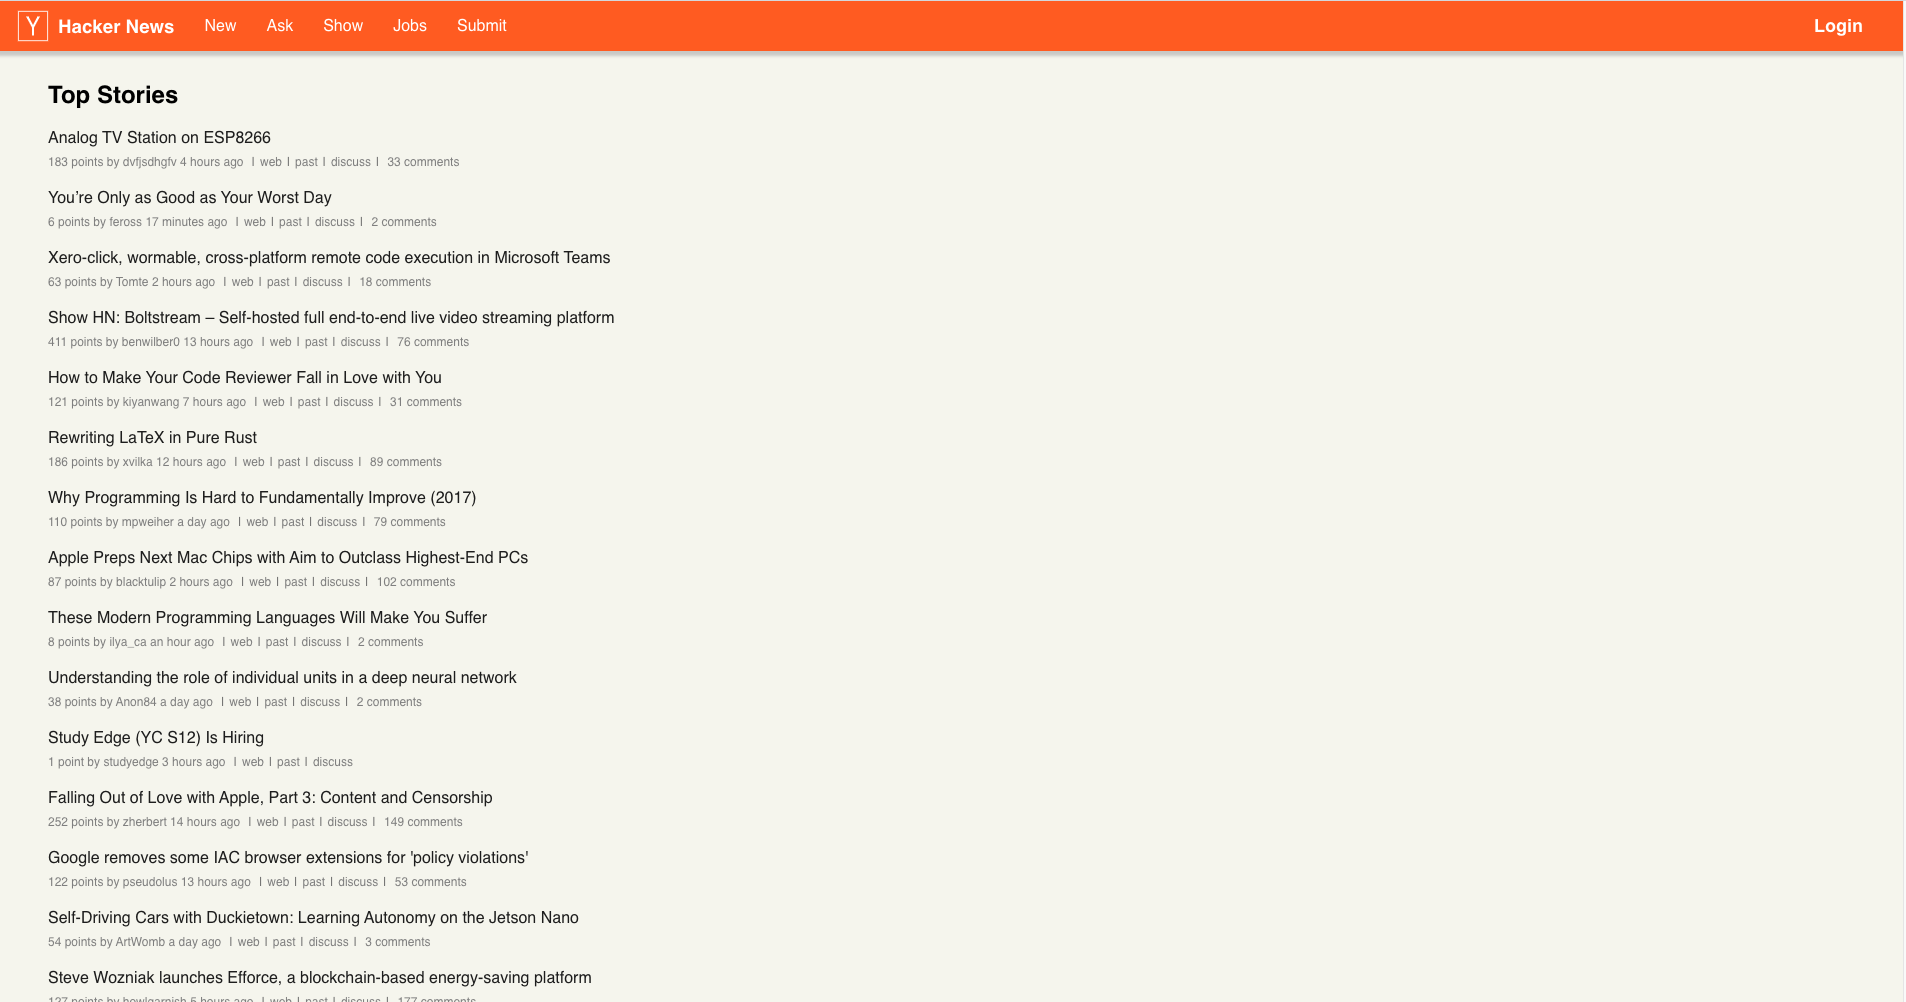 Y Hacker News New Ask Show Jobs Submit Login
Top Stories
Analog TV Station on ESP8266
183 points by dvfjsdhgfv 4 hours ago | web | past | discuss | 33 comments
You’re Only as Good as Your Worst Day
6 points by feross 17 minutes ago | web | past | discuss | 2 comments
Xero-click, wormable, cross-platform remote code execution in Microsoft Teams
63 points by Tomte 2 hours ago | web | past | discuss | 18 comments
Show HN: Boltstream – Self-hosted full end-to-end live video streaming platform
411 points by benwilber0 13 hours ago | web | past | discuss | 76 comments
How to Make Your Code Reviewer Fall in Love with You
121 points by kiyanwang 7 hours ago | web | past | discuss | 31 comments
Rewriting LaTeX in Pure Rust
186 points by xvilka 12 hours ago | web | past | discuss | 89 comments
Why Programming Is Hard to Fundamentally Improve (2017)
110 points by mpweiher a day ago | web | past | discuss | 79 comments
Apple Preps Next Mac Chips with Aim to Outclass Highest-End PCs
87 points by blacktulip 2 hours ago | web | past | discuss | 102 comments
These Modern Programming Languages Will Make You Suffer
8 points by ilya_ca an hour ago | web | past | discuss | 2 comments
Understanding the role of individual units in a deep neural network
38 points by Anon84 a day ago | web | past | discuss | 2 comments
Study Edge (YC S12) Is Hiring
1 point by studyedge 3 hours ago | web | past | discuss
Falling Out of Love with Apple, Part 3: Content and Censorship
252 points by zherbert 14 hours ago | web | past | discuss | 149 comments
Google removes some IAC browser extensions for 'policy violations'
122 points by pseudolus 13 hours ago | web | past | discuss | 53 comments
Self-Driving Cars with Duckietown: Learning Autonomy on the Jetson Nano
54 points by ArtWomb a day ago | web | past | discuss | 3 comments
Steve Wozniak launches Efforce, a blockchain-based energy-saving platform
127 points by howlgarnish 5 hours ago | web | past | discuss | 177 comments